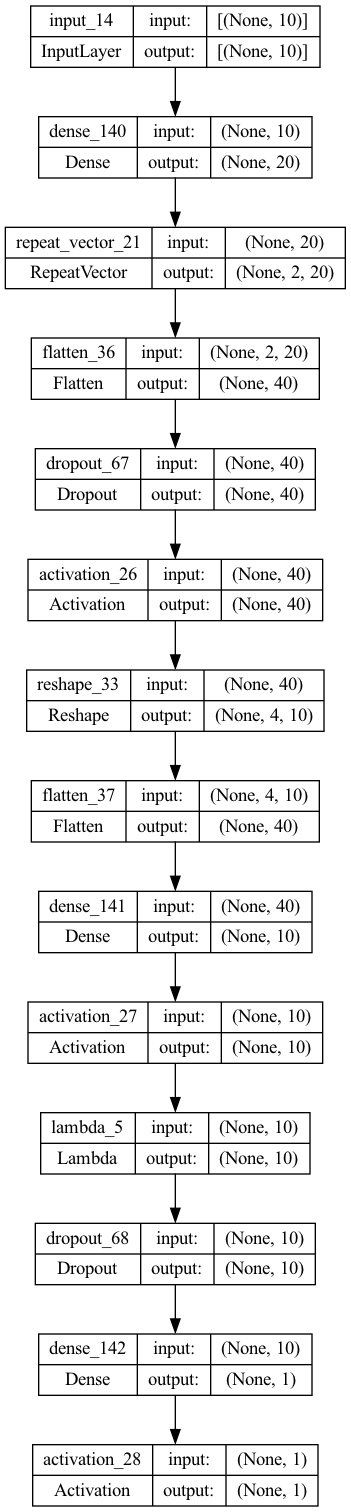 input_14 input: [(None, 10)]
InputLayer output: [(None, 10)]
dense_140 input: (None, 10)
Dense output: (None, 20)
repeat_vector_21 input: (None, 20)
RepeatVector output: (None, 2, 20)
flatten_36 input: (None, 2, 20)
Flatten output: (None, 40)
dropout_67 input: (None, 40)
Dropout output: (None, 40)
activation_26 input: (None, 40)
Activation output: (None, 40)
reshape_33 input: (None, 40)
Reshape output: (None, 4, 10)
flatten_37 input: (None, 4, 10)
Flatten output: (None, 40)
dense_141 input: (None, 40)
Dense output: (None, 10)
activation_27 input: (None, 10)
Activation output: (None, 10)
lambda_5 input: (None, 10)
Lambda output: (None, 10)
dropout_68 input: (None, 10)
Dropout output: (None, 10)
dense_142 input: (None, 10)
Dense output: (None, 1)
activation_28 input: (None, 1)
Activation output: (None, 1)